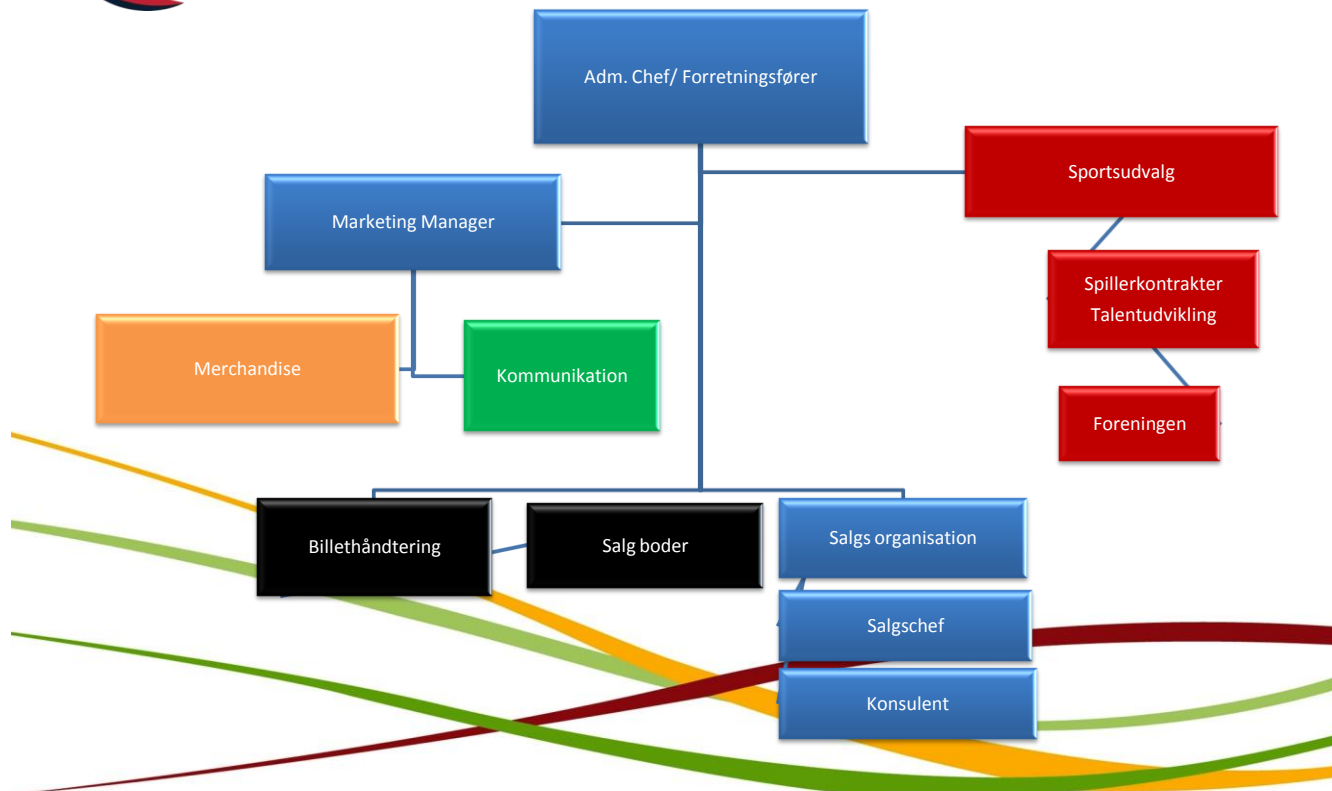 Adm. Chef/ Forretningsfører
Sportsudvalg
Marketing Manager
Spillerkontrakter
Talentudvikling
Merchandise
Kommunikation
Foreningen
Billethåndtering
Salg boder
Salgs organisation
Salgschef
Konsulent